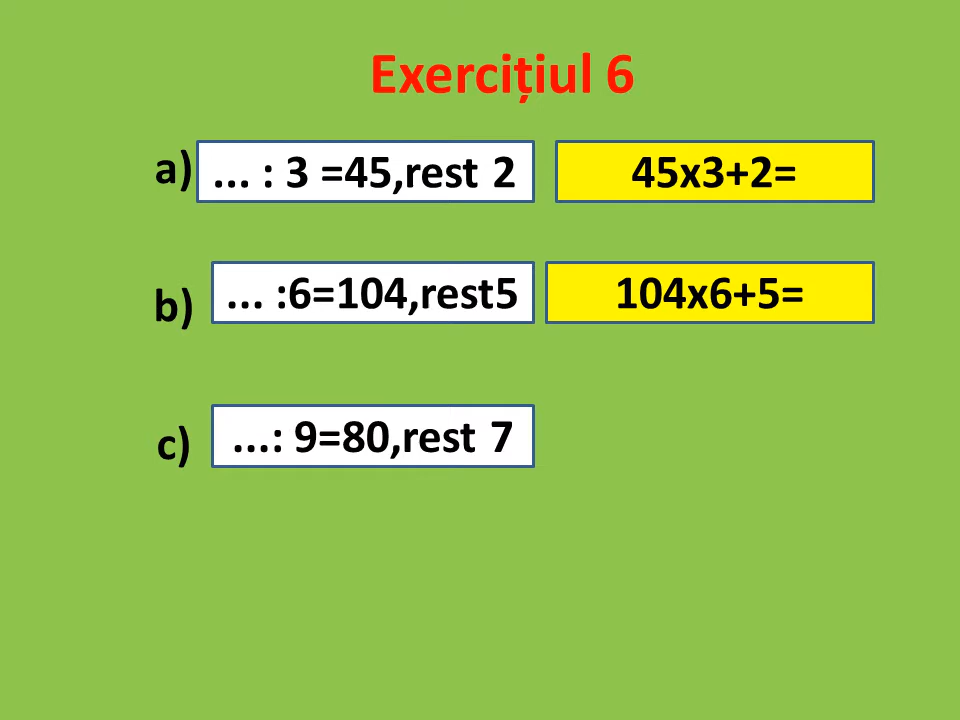 Exercițiul 6
a) ... : 3 =45,rest 2 45x3+2=
b) ... :6=104,rest5 104x6+5=
c) ...: 9=80,rest 7